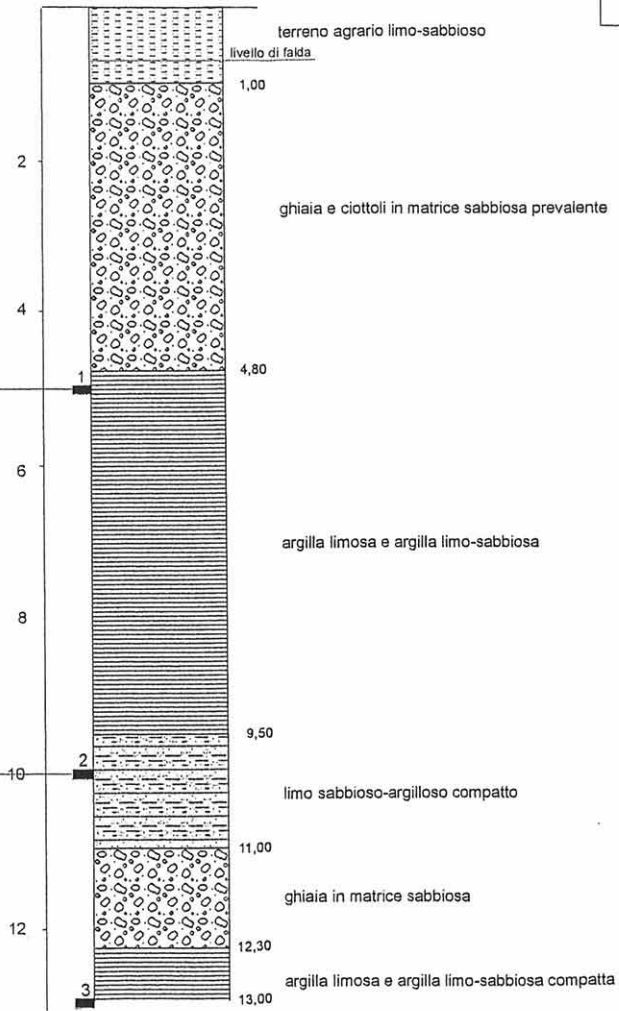 terreno agrario limo-sabbioso
livello di falda
1,00
2
ghiaia e ciottoli in matrice sabbiosa prevalente
4
4,80
1
6
argilla limosa e argilla limo-sabbiosa
8
9,50
2
10
limo sabbioso-argilloso compatto
11,00
ghiaia in matrice sabbiosa
12
12,30
argilla limosa e argilla limo-sabbiosa compatta
3
13,00